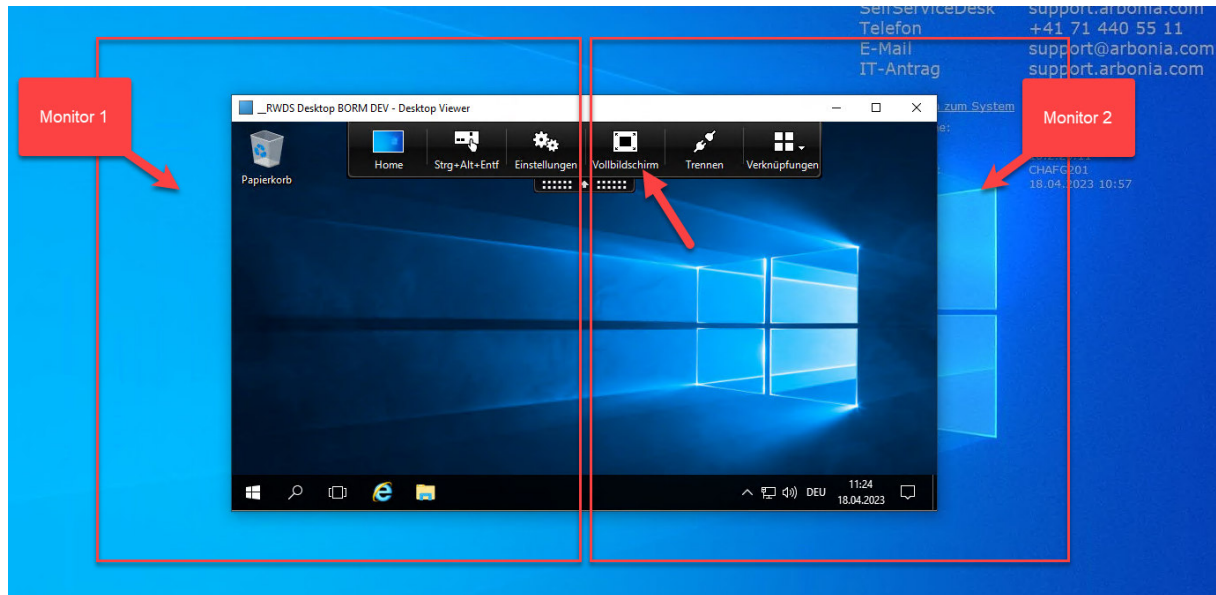 SelfServiceDesk support.arbonia.com
Telefon +41 71 440 55 11
E-Mail support@arbonia.com
IT-Antrag support.arbonia.com
zum System
Monitor 1
Monitor 2
__RWDS Desktop BORM DEV - Desktop Viewer
Home
Strg+Alt+Entf
Einstellungen
Vollbildschirm
Trennen
Verknüpfungen
Papierkorb
CHAFG201
18.04.2023 10:57
DEU
11:24
18.04.2023